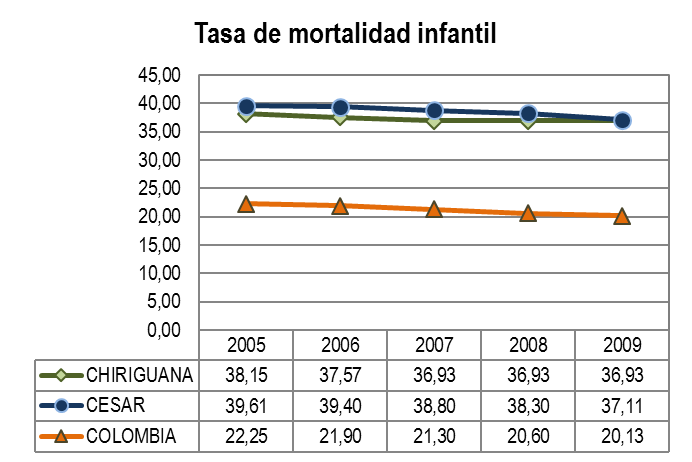 Tasa de mortalidad infantil
45,00
40,00
35,00
30,00
25,00
20,00
15,00
10,00
5,00
0,00
2005 2006 2007 2008 2009
CHIRIGUANA 38,15 37,57 36,93 36,93 36,93
CESAR 39,61 39,40 38,80 38,30 37,11
COLOMBIA 22,25 21,90 21,30 20,60 20,13